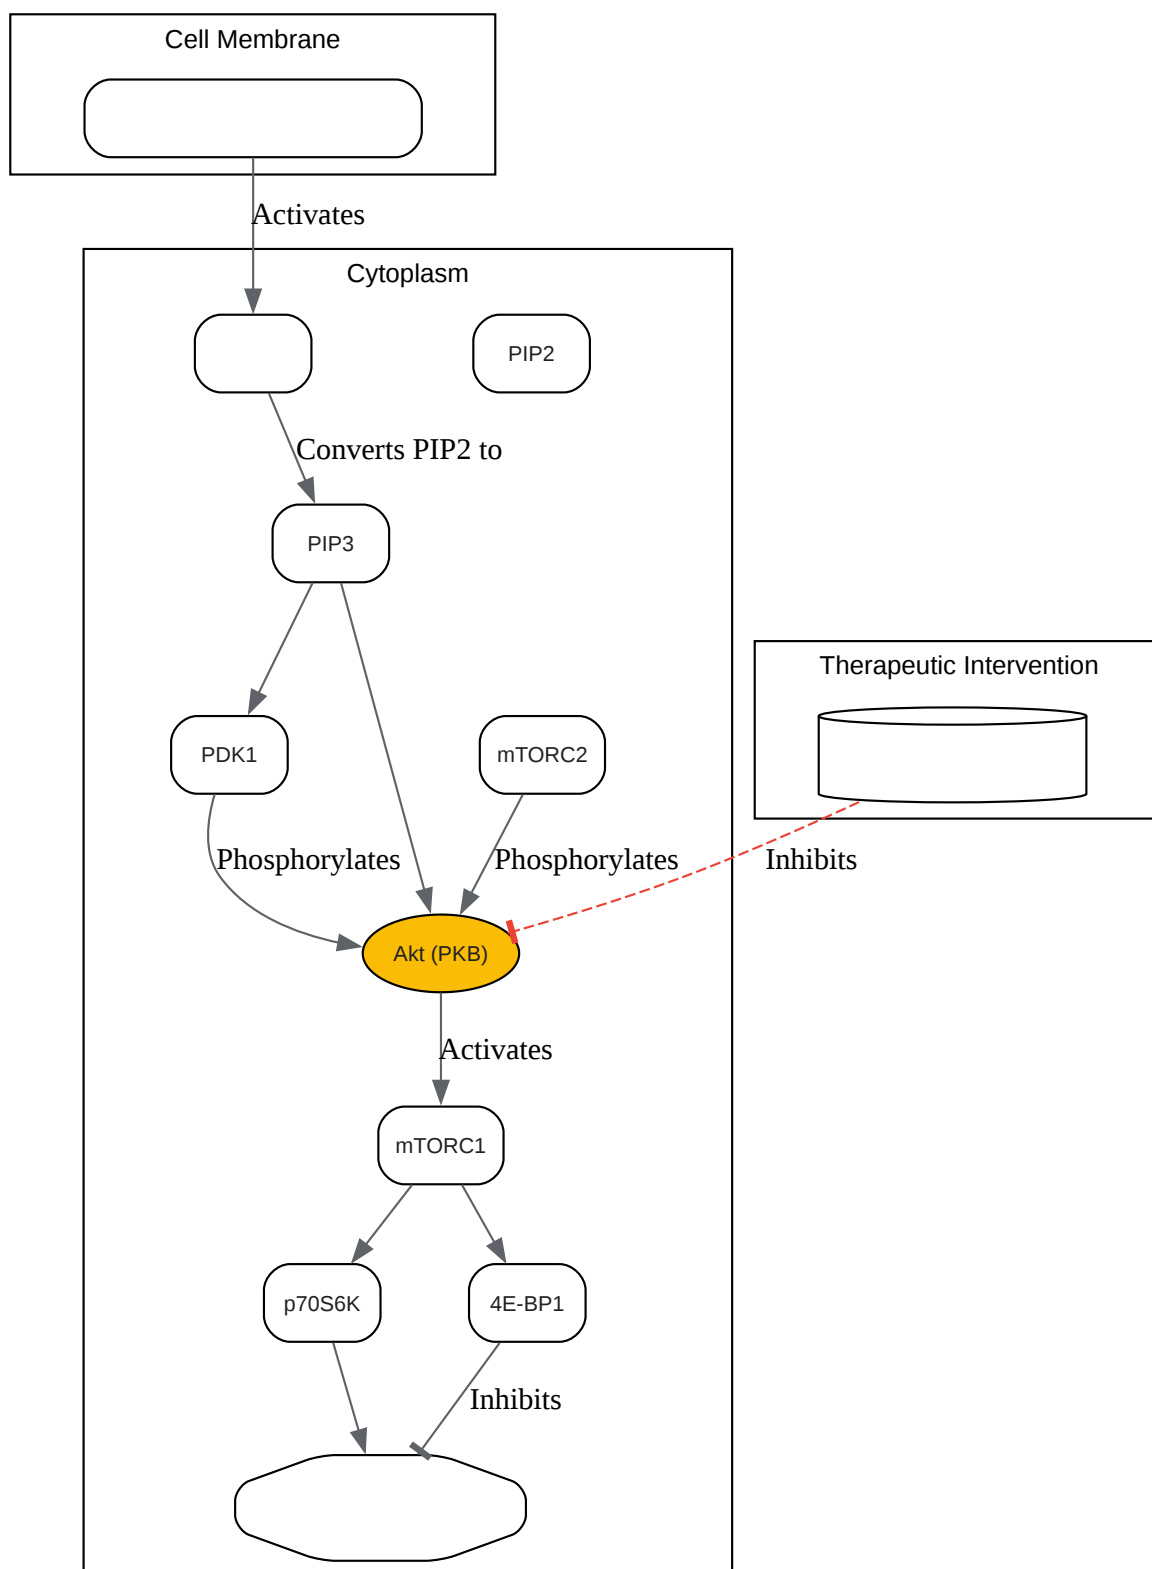 Cell Membrane
Activates
Cytoplasm
PIP2
Converts PIP2 to
PIP3
Therapeutic Intervention
PDK1
mTORC2
Phosphorylates
Phosphorylates
Inhibits
Akt (PKB)
Activates
mTORC1
p70S6K
4E-BP1
Inhibits